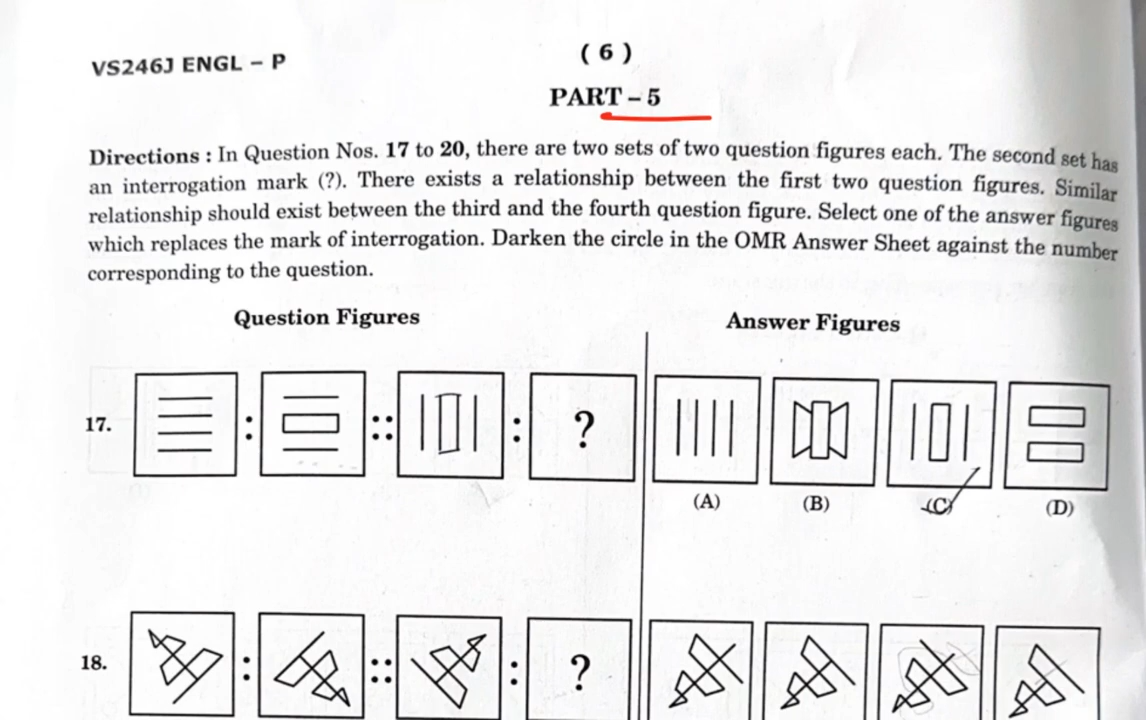 VS246J ENGL – P
( 6 )
PART – 5
Directions : In Question Nos. 17 to 20, there are two sets of two question figures each. The second set has
an interrogation mark (?). There exists a relationship between the first two question figures. Similar
relationship should exist between the third and the fourth question figure. Select one of the answer figures
which replaces the mark of interrogation. Darken the circle in the OMR Answer Sheet against the number
corresponding to the question.
Question Figures
Answer Figures
17.
:
::
:
?
(A)
(B)
(C)
(D)
18.
:
::
:
?